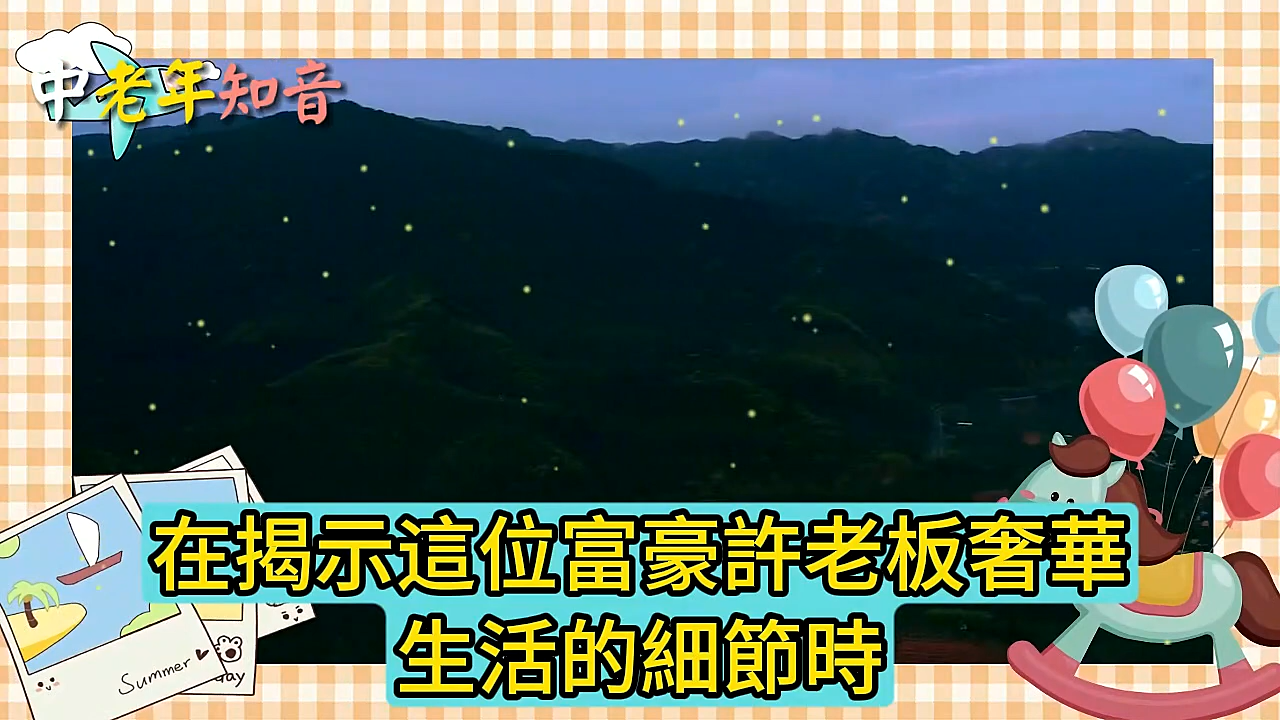 中老年知音
在揭示這位富豪許老板奢華
生活的細節時
Summer
day